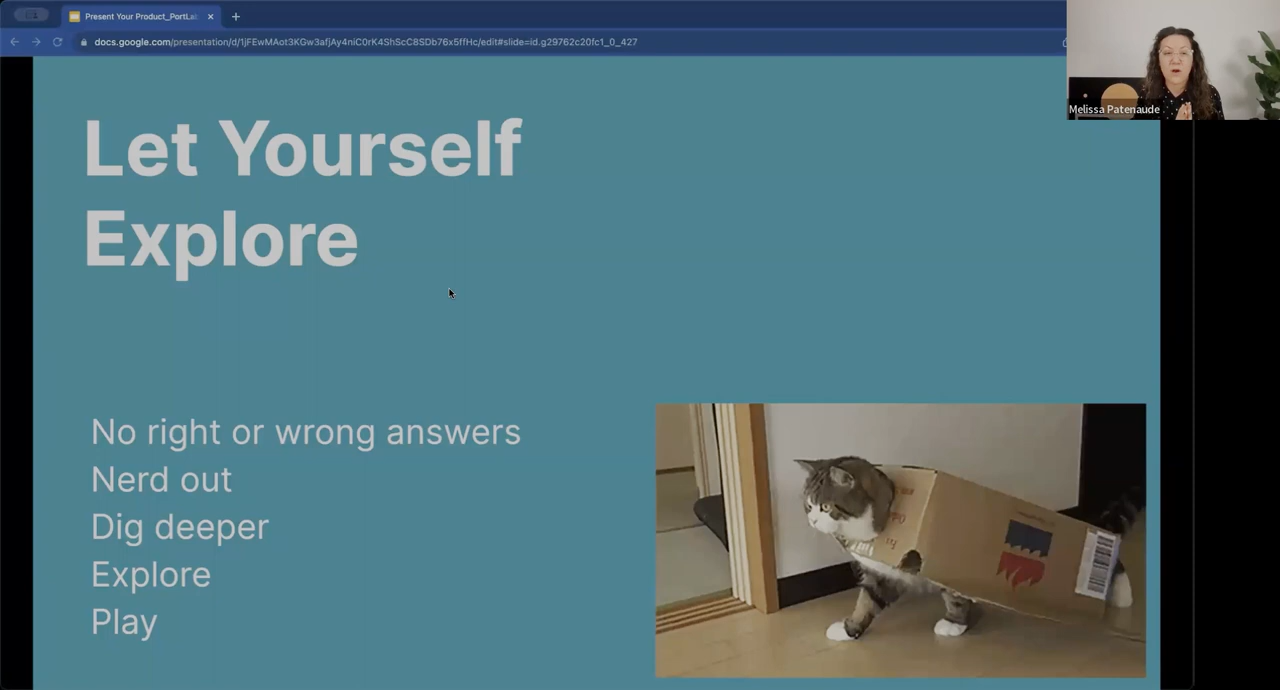 Present Your Product_PortLa
docs.google.com/presentation/d/1jFEwMAot3KGw3afjAy4niC0rK4ShScC8SDb76x5ffHc/edit#slide=id.g29762c20fc1_0_427
Melissa Patenaude
Let Yourself
Explore
No right or wrong answers
Nerd out
Dig deeper
Explore
Play